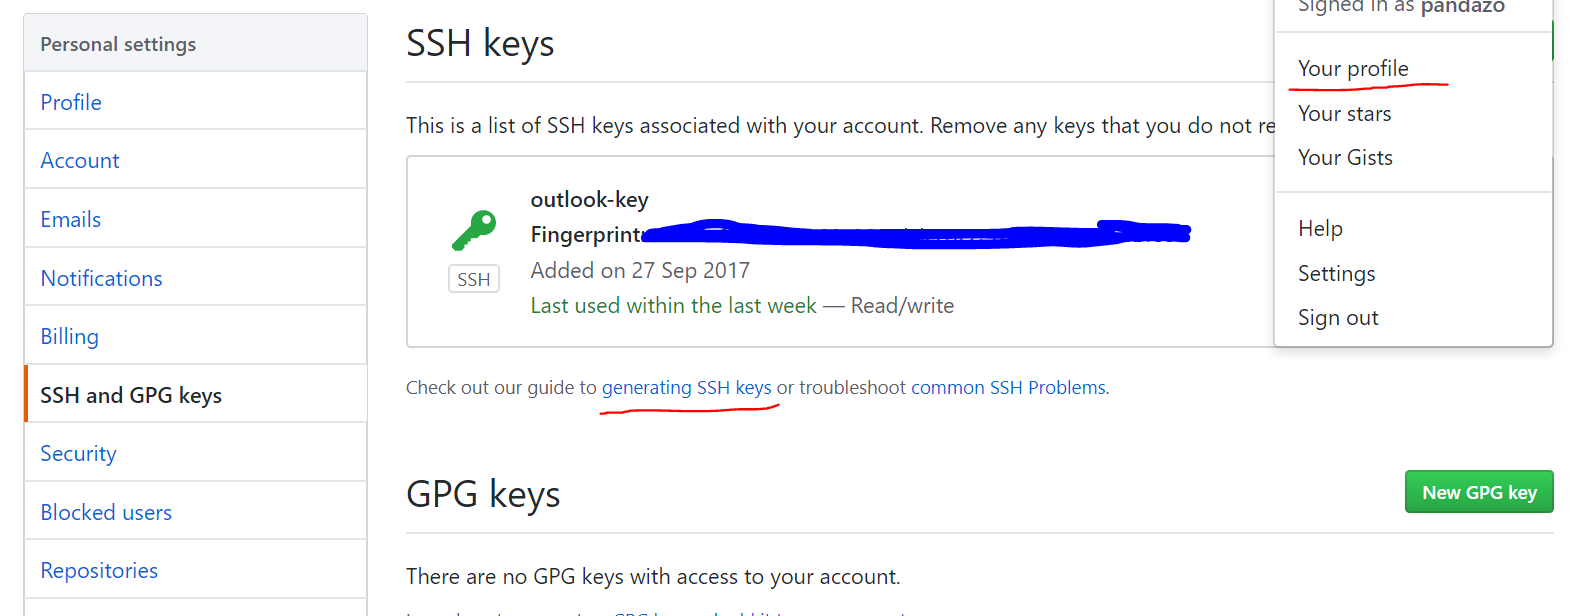 Personal settings
Profile
Account
Emails
Notifications
Billing
SSH and GPG keys
Security
Blocked users
Repositories
SSH keys
This is a list of SSH keys associated with your account. Remove any keys that you do not re
outlook-key
Fingerprint:
SSH
Added on 27 Sep 2017
Last used within the last week — Read/write
Check out our guide to generating SSH keys or troubleshoot common SSH Problems.
GPG keys
New GPG key
There are no GPG keys with access to your account.
Signed in as pandazo
Your profile
Your stars
Your Gists
Help
Settings
Sign out